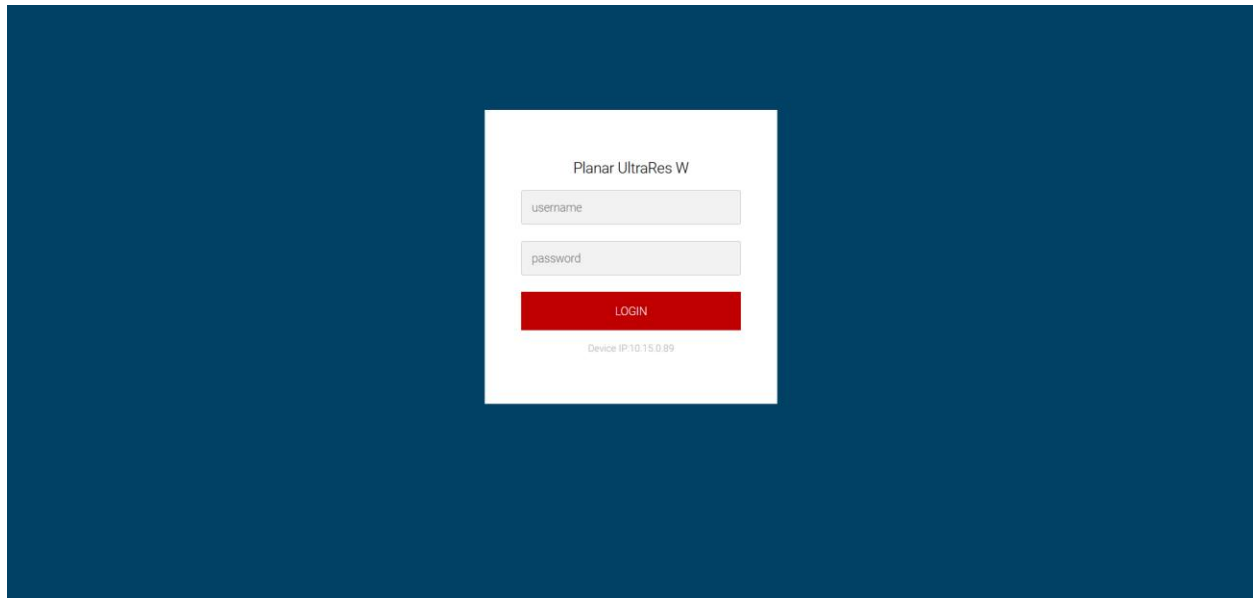 Planar UltraRes W
username
password
LOGIN
Device IP:10.15.0.89